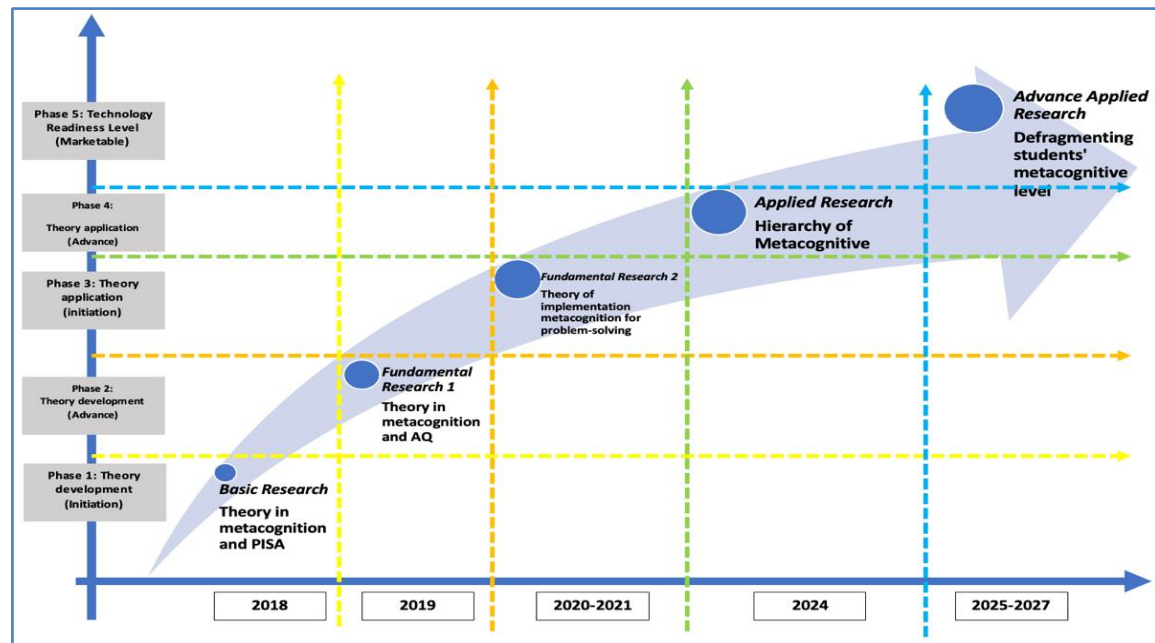 Phase 5: Technology
Readiness Level
(Marketable)
Phase 4:
Theory application
(Advance)
Phase 3: Theory
application
(initiation)
Phase 2:
Theory development
(Advance)
Phase 1: Theory
development
(Initiation)
Basic Research
Theory in
metacognition
and PISA
Fundamental
Research 1
Theory in
metacognition
and AQ
Fundamental Research 2
Theory of
implementation
metacognition for
problem-solving
Applied Research
Hierarchy of
Metacognitive
Advance Applied
Research
Defragmenting
students'
metacognitive
level
2018
2019
2020-2021
2024
2025-2027